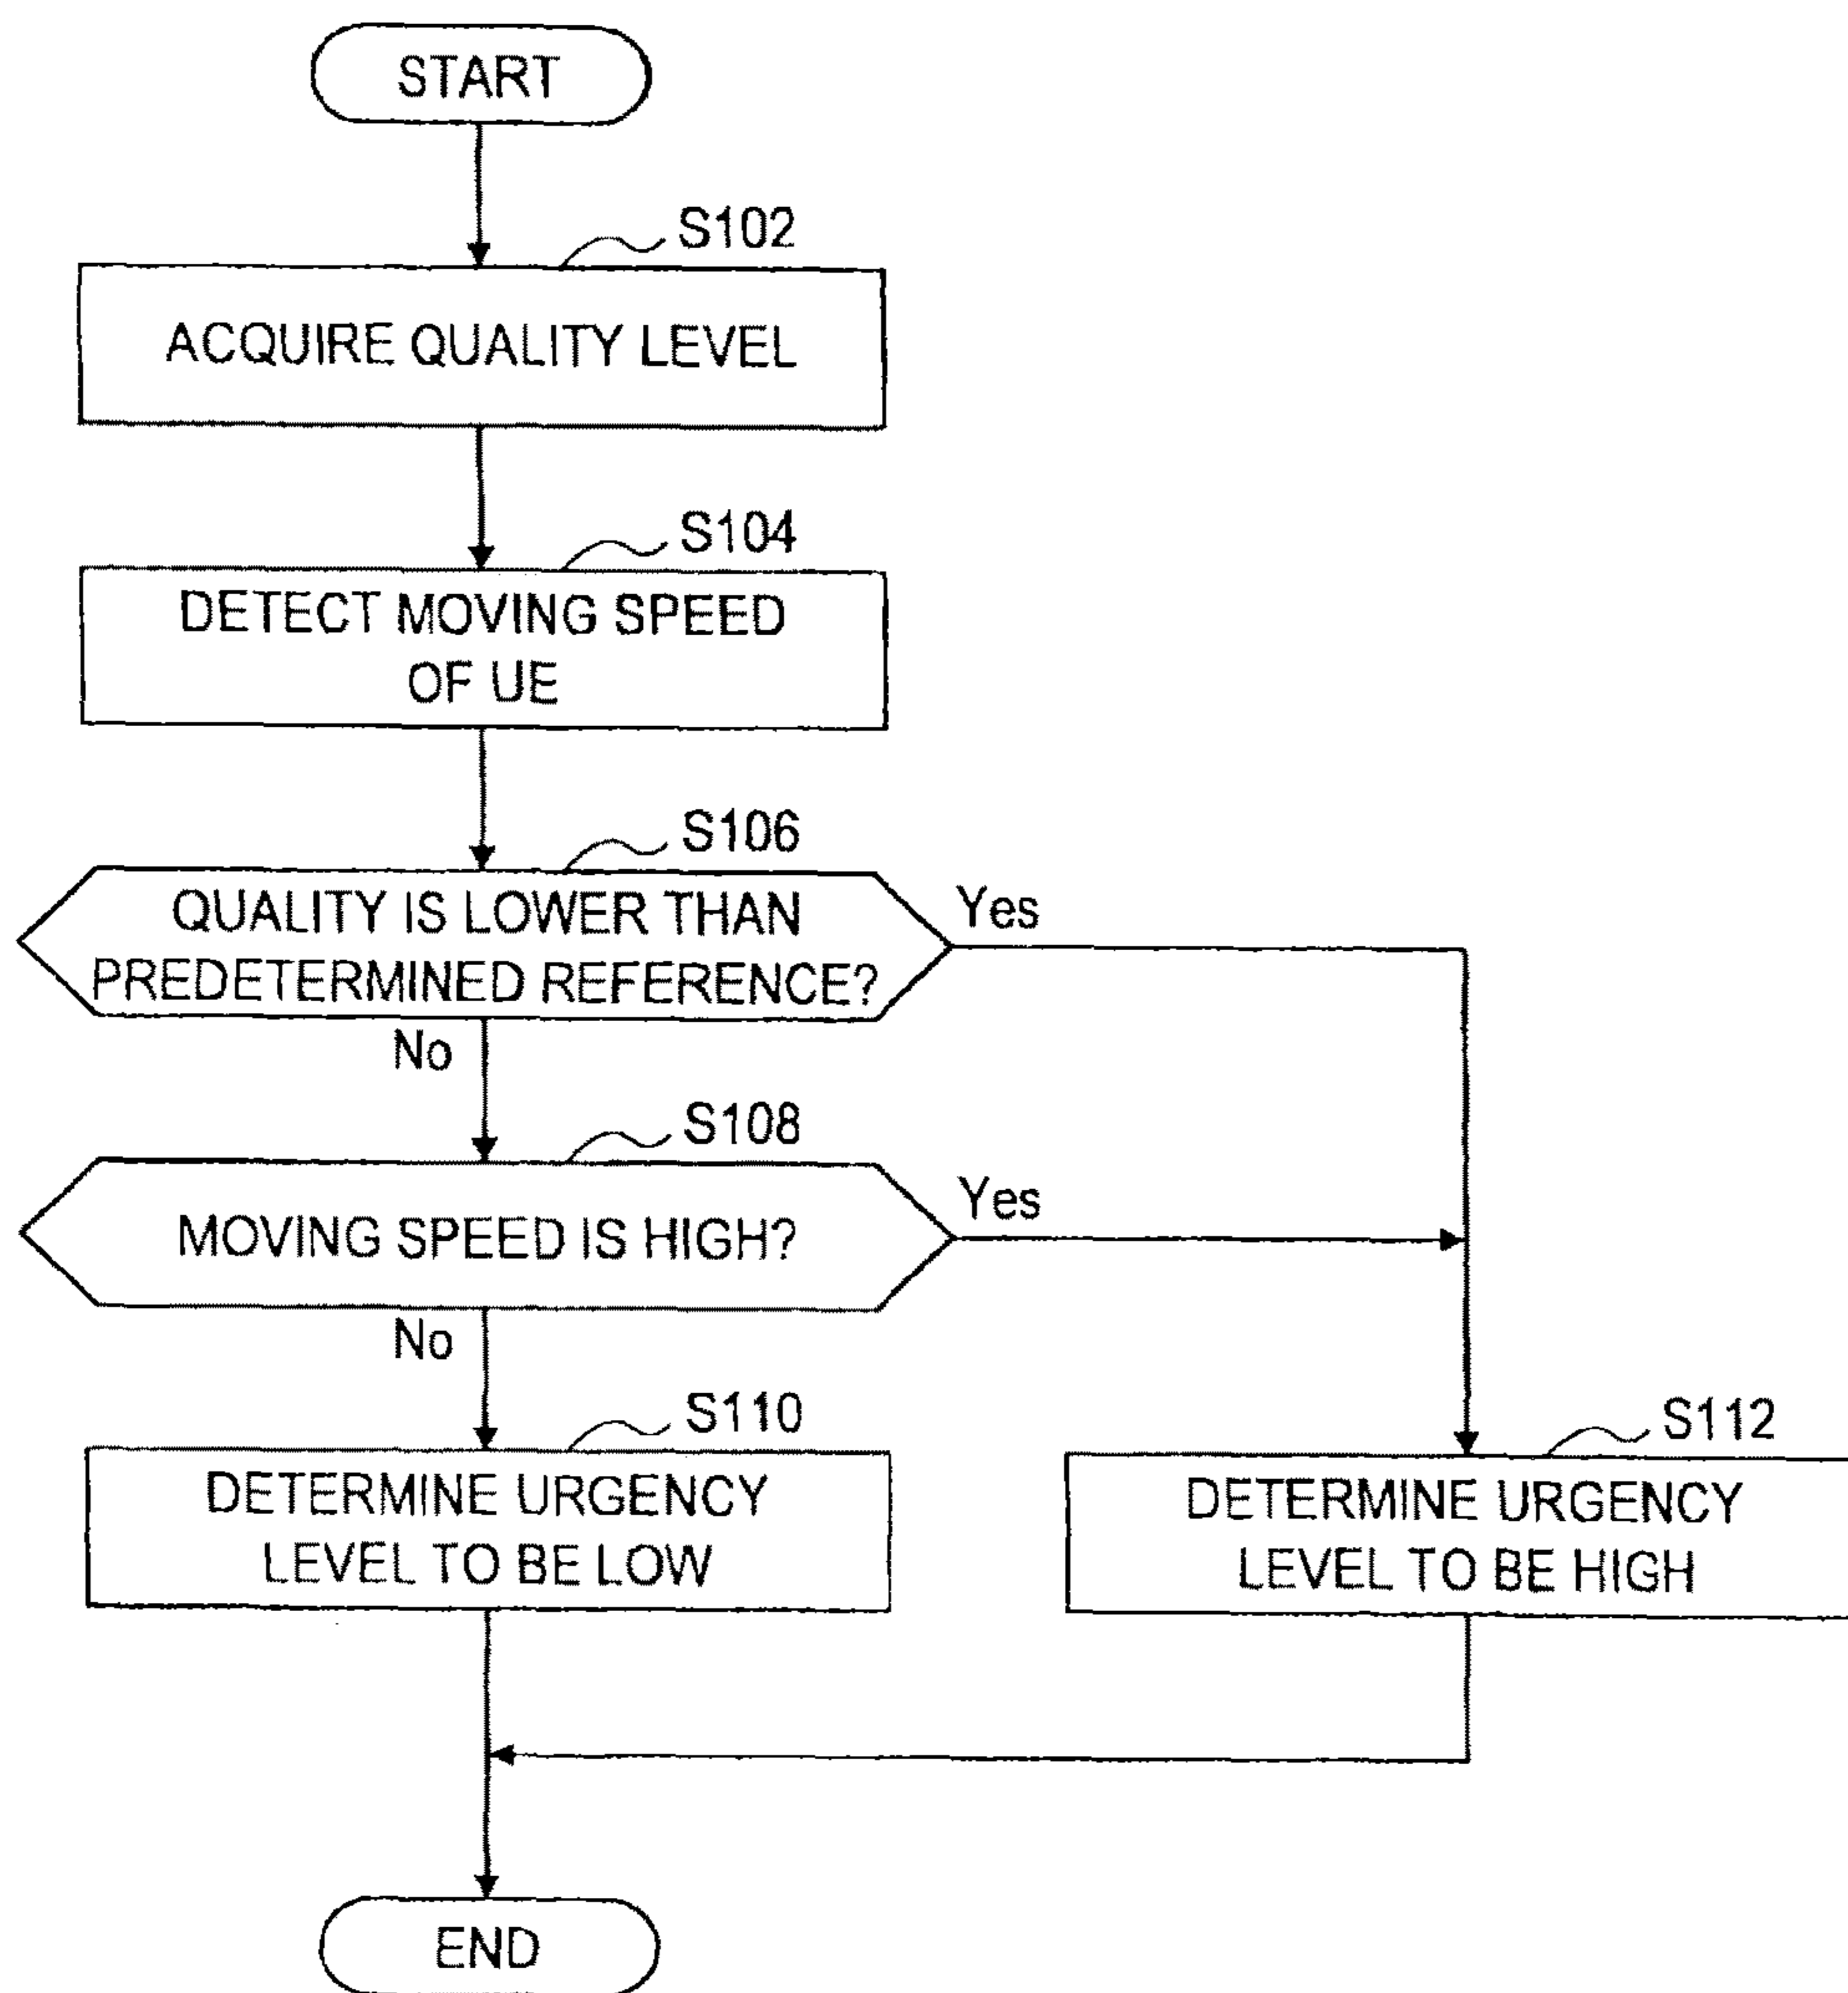 START
S102
ACQUIRE QUALITY LEVEL
S104
DETECT MOVING SPEED
OF UE
S106
QUALITY IS LOWER THAN
PREDETERMINED REFERENCE?
Yes
No
S108
MOVING SPEED IS HIGH?
Yes
No
S110
DETERMINE URGENCY
LEVEL TO BE LOW
S112
DETERMINE URGENCY
LEVEL TO BE HIGH
END